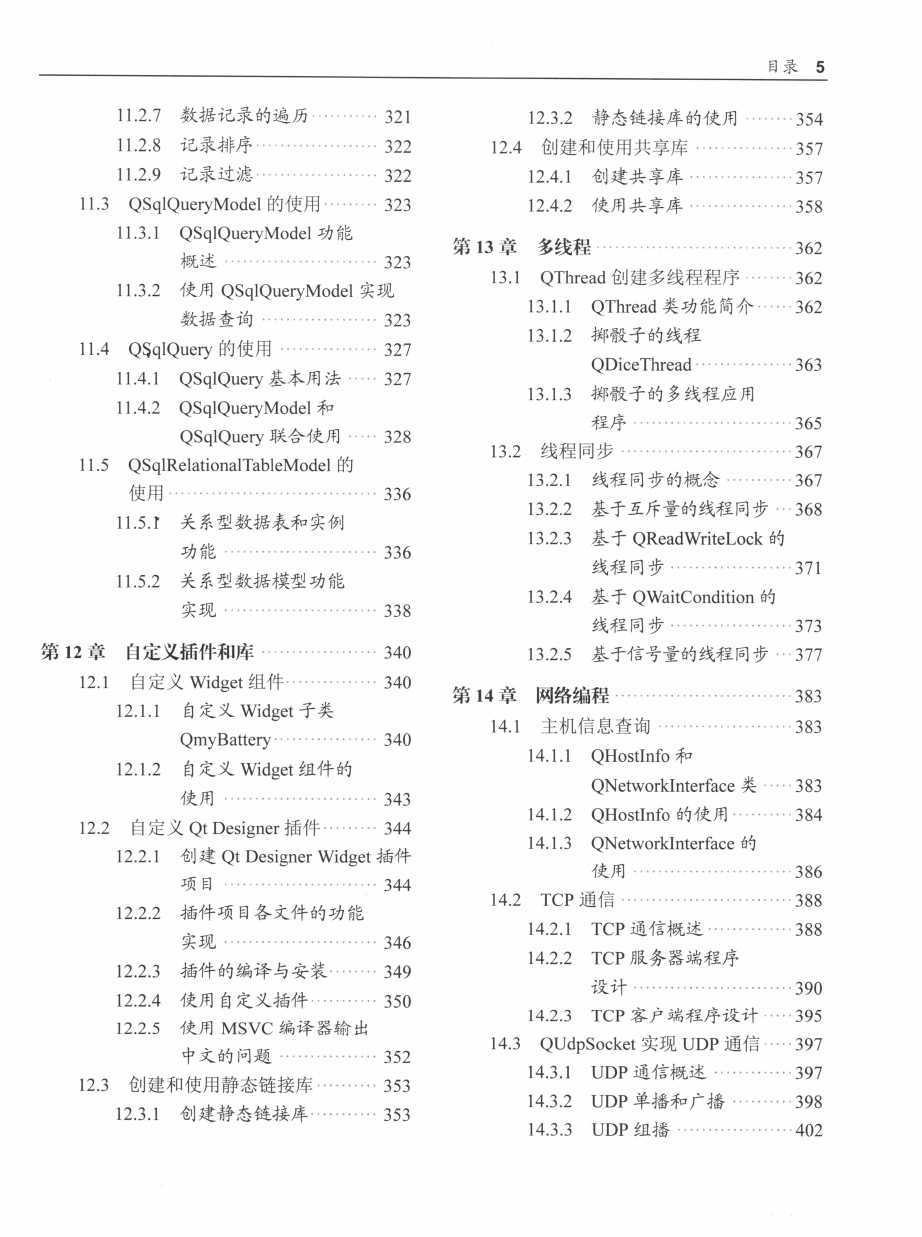 目录 5
11.2.7 数据记录的遍历 ··········· 321
11.2.8 记录排序 ··········· 322
11.2.9 记录过滤 ··········· 322
11.3 QSqlQueryModel 的使用 ········· 323
11.3.1 QSqlQueryModel 功能
概述 ··········· 323
11.3.2 使用 QSqlQueryModel 实现
数据查询 ··········· 323
11.4 QSqlQuery 的使用 ··········· 327
11.4.1 QSqlQuery 基本用法 ····· 327
11.4.2 QSqlQueryModel 和
QSqlQuery 联合使用 ····· 328
11.5 QSqlRelationalTableModel 的
使用 ··········· 336
11.5.1 关系型数据表和实例
功能 ··········· 336
11.5.2 关系型数据模型功能
实现 ··········· 338
第 12 章 自定义插件和库 ··········· 340
12.1 自定义 Widget 组件 ··········· 340
12.1.1 自定义 Widget 子类
QmyBattery ··········· 340
12.1.2 自定义 Widget 组件的
使用 ··········· 343
12.2 自定义 Qt Designer 插件 ········· 344
12.2.1 创建 Qt Designer Widget 插件
项目 ··········· 344
12.2.2 插件项目各文件的功能
实现 ··········· 346
12.2.3 插件的编译与安装 ········ 349
12.2.4 使用自定义插件 ··········· 350
12.2.5 使用 MSVC 编译器输出
中文的问题 ··········· 352
12.3 创建和使用静态链接库 ·········· 353
12.3.1 创建静态链接库 ··········· 353
12.3.2 静态链接库的使用 ········ 354
12.4 创建和使用共享库 ··········· 357
12.4.1 创建共享库 ··········· 357
12.4.2 使用共享库 ··········· 358
第 13 章 多线程 ··········· 362
13.1 QThread 创建多线程程序 ········ 362
13.1.1 QThread 类功能简介 ······ 362
13.1.2 掷骰子的线程
QDiceThread ··········· 363
13.1.3 掷骰子的多线程应用
程序 ··········· 365
13.2 线程同步 ··········· 367
13.2.1 线程同步的概念 ··········· 367
13.2.2 基于互斥量的线程同步 ··· 368
13.2.3 基于 QReadWriteLock 的
线程同步 ··········· 371
13.2.4 基于 QWaitCondition 的
线程同步 ··········· 373
13.2.5 基于信号量的线程同步 ··· 377
第 14 章 网络编程 ··········· 383
14.1 主机信息查询 ··········· 383
14.1.1 QHostInfo 和
QNetworkInterface 类 ····· 383
14.1.2 QHostInfo 的使用 ·········· 384
14.1.3 QNetworkInterface 的
使用 ··········· 386
14.2 TCP 通信 ··········· 388
14.2.1 TCP 通信概述 ··········· 388
14.2.2 TCP 服务器端程序
设计 ··········· 390
14.2.3 TCP 客户端程序设计 ····· 395
14.3 QUdpSocket 实现 UDP 通信 ····· 397
14.3.1 UDP 通信概述 ··········· 397
14.3.2 UDP 单播和广播 ·········· 398
14.3.3 UDP 组播 ··········· 402